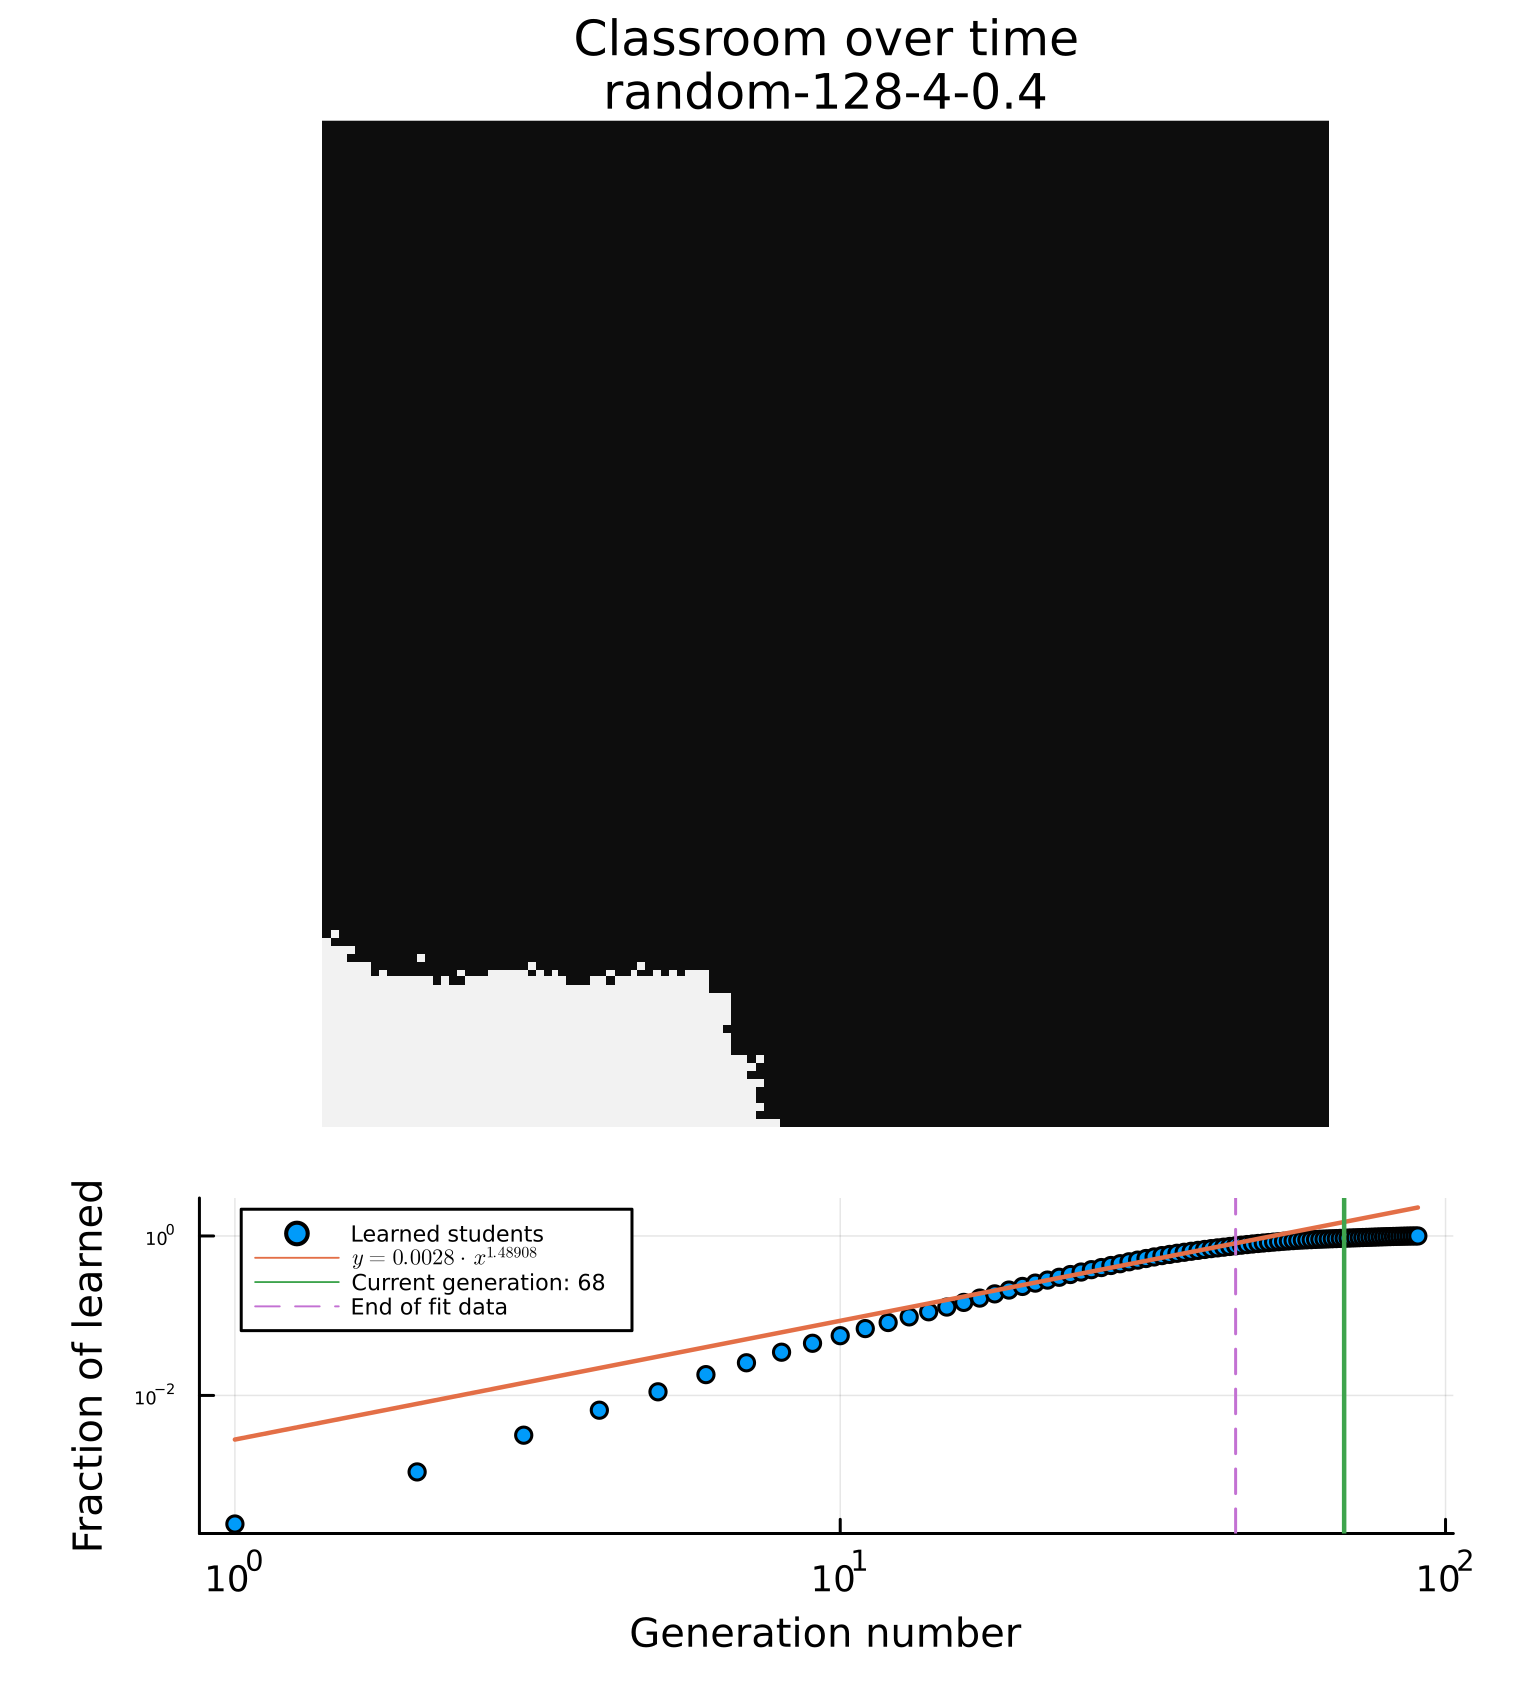 Classroom over time
random-128-4-0.4
Fraction of learned
10^0
10^-2
Learned students
y = 0.0028 · x^1.48908
Current generation: 68
End of fit data
10^0
10^1
10^2
Generation number